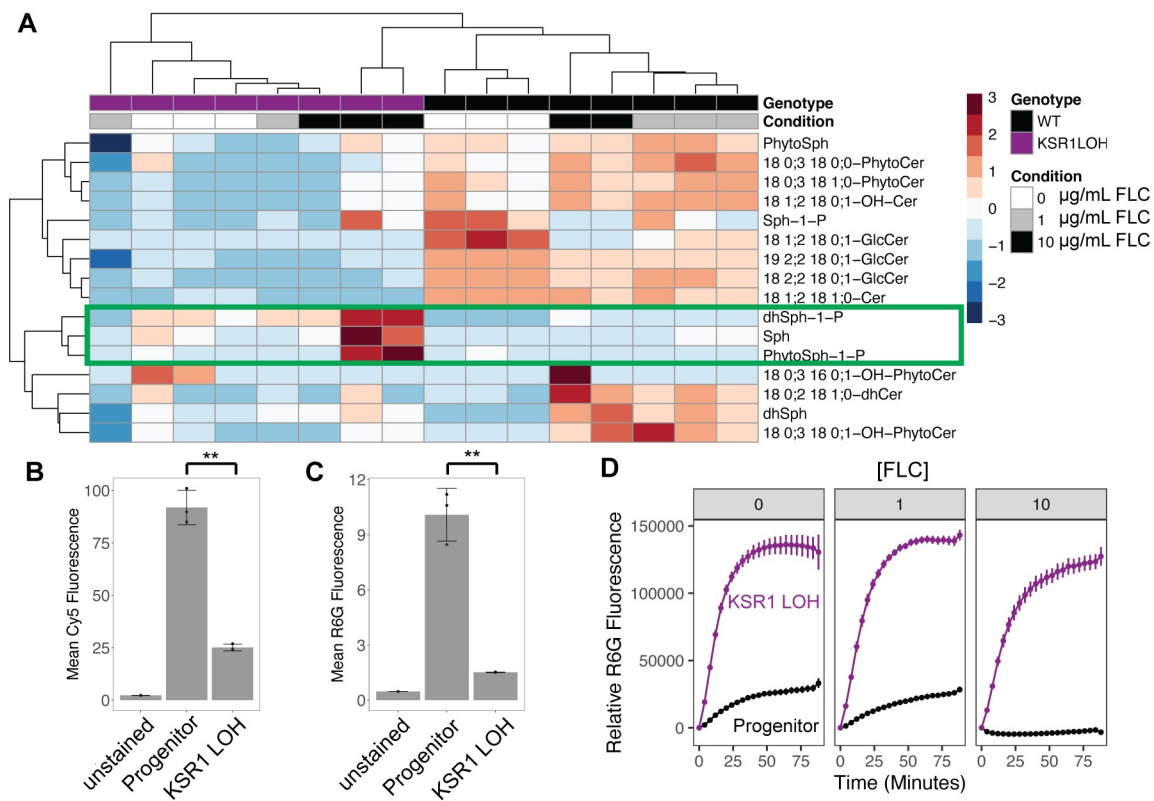 A
Genotype
Condition
PhytoSph
18 0;3 18 0;0−PhytoCer
18 0;3 18 1;0−PhytoCer
18 1;2 18 0;1−OH−Cer
Sph−1−P
18 1;2 18 0;1−GlcCer
19 2;2 18 0;1−GlcCer
18 2;2 18 0;1−GlcCer
18 1;2 18 1;0−Cer
dhSph−1−P
Sph
PhytoSph−1−P
18 0;3 16 0;1−OH−PhytoCer
18 0;2 18 1;0−dhCer
dhSph
18 0;3 18 0;1−OH−PhytoCer
3
2
1
0
−1
−2
−3
Genotype
WT
KSR1LOH
Condition
0 µg/mL FLC
1 µg/mL FLC
10 µg/mL FLC
B
**
Mean Cy5 Fluorescence
100
75
50
25
0
unstained
Progenitor
KSR1 LOH
C
**
Mean R6G Fluorescence
12
9
6
3
0
unstained
Progenitor
KSR1 LOH
D
[FLC]
0
1
10
Relative R6G Fluorescence
150000
100000
50000
0
KSR1 LOH
Progenitor
0 25 50 75
0 25 50 75
0 25 50 75
Time (Minutes)